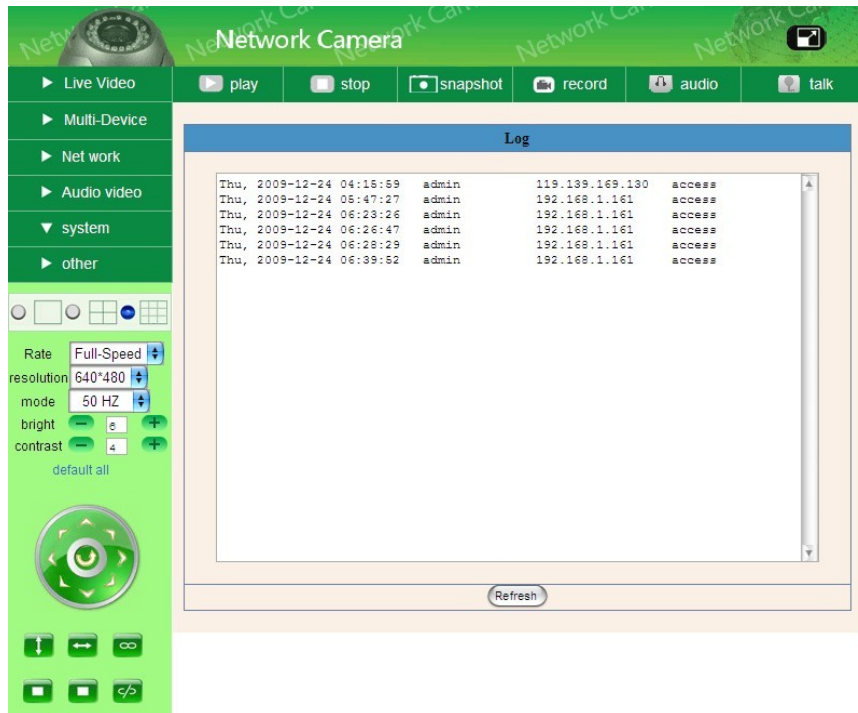 Network Camera
Live Video
play
stop
snapshot
record
audio
talk
Multi-Device
Net work
Audio video
system
other
Log
Thu, 2009-12-24 04:15:59 admin 119.139.169.130 access
Thu, 2009-12-24 05:47:27 admin 192.168.1.161 access
Thu, 2009-12-24 06:23:26 admin 192.168.1.161 access
Thu, 2009-12-24 06:26:47 admin 192.168.1.161 access
Thu, 2009-12-24 06:28:29 admin 192.168.1.161 access
Thu, 2009-12-24 06:39:52 admin 192.168.1.161 access
Rate Full-Speed
resolution 640*480
mode 50 HZ
bright 6
contrast 4
default all
Refresh